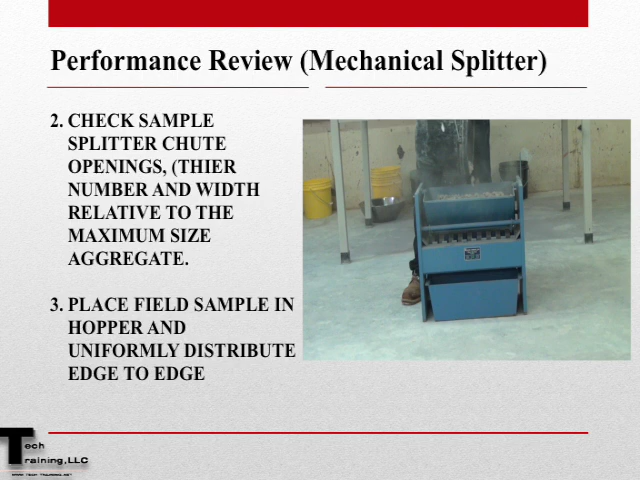 Performance Review (Mechanical Splitter)
2. CHECK SAMPLE
SPLITTER CHUTE
OPENINGS, (THIER
NUMBER AND WIDTH
RELATIVE TO THE
MAXIMUM SIZE
AGGREGATE.
3. PLACE FIELD SAMPLE IN
HOPPER AND
UNIFORMLY DISTRIBUTE
EDGE TO EDGE
Tech
Training,LLC